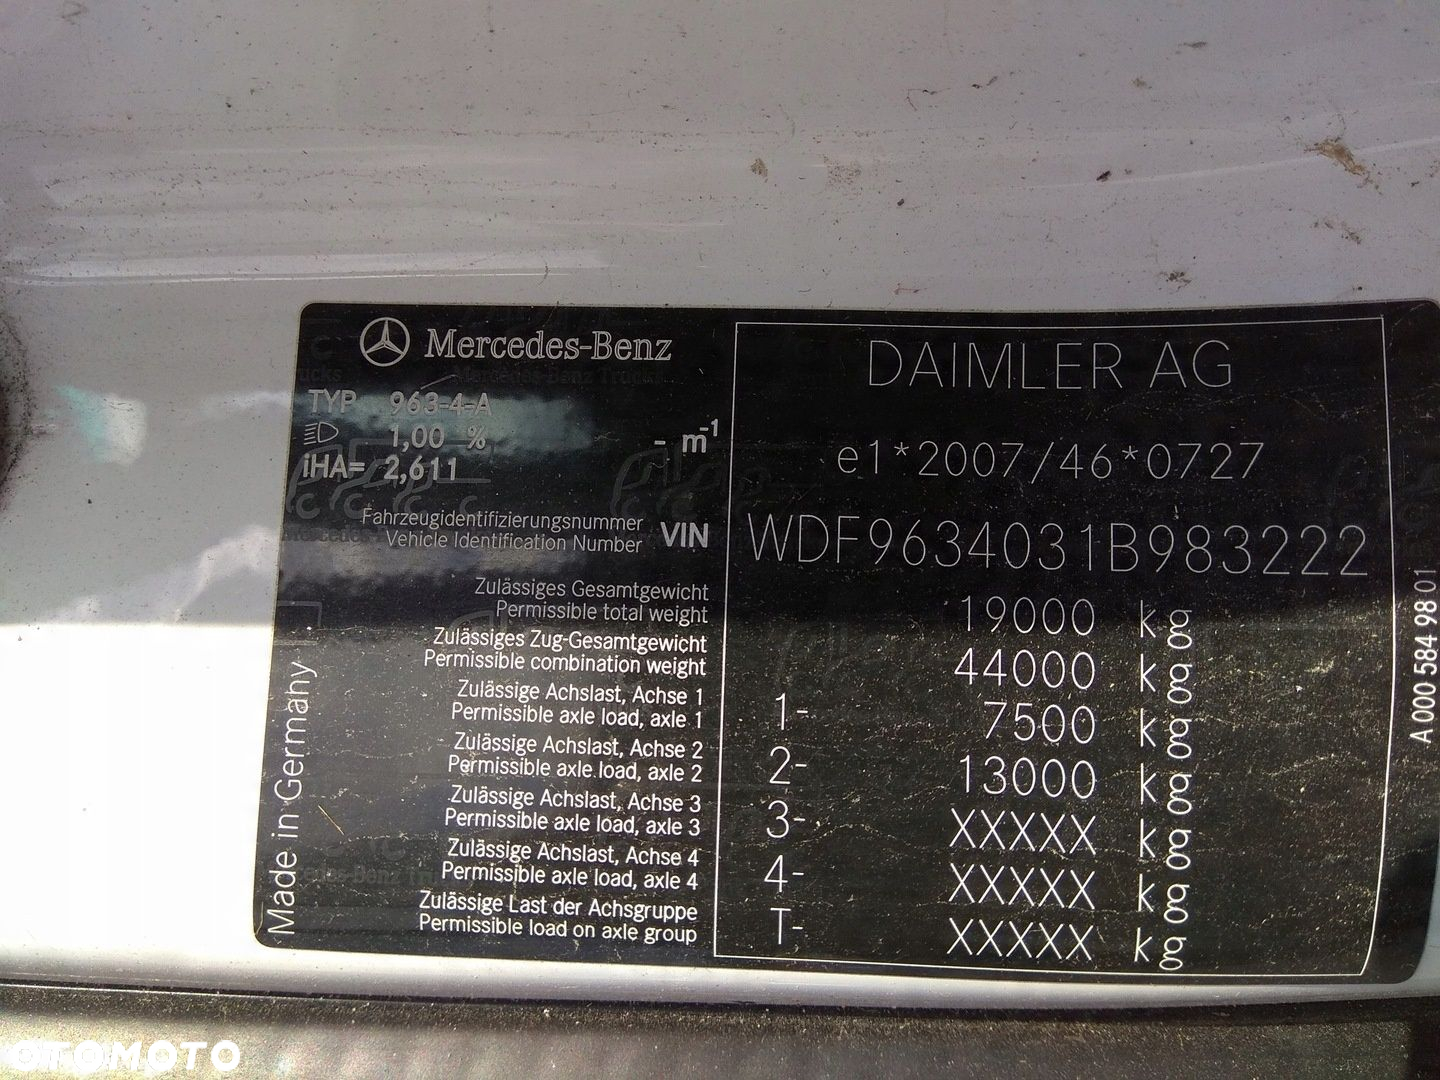 Mercedes-Benz
TYP 963-4-A
1,00 % - m-1
iHA= 2,611
Fahrzeugidentifizierungsnummer
Vehicle Identification Number VIN
Zulässiges Gesamtgewicht
Permissible total weight
Zulässiges Zug-Gesamtgewicht
Permissible combination weight
Zulässige Achslast, Achse 1
Permissible axle load, axle 1
Zulässige Achslast, Achse 2
Permissible axle load, axle 2
Zulässige Achslast, Achse 3
Permissible axle load, axle 3
Zulässige Achslast, Achse 4
Permissible axle load, axle 4
Zulässige Last der Achsgruppe
Permissible load on axle group
Made in Germany
DAIMLER AG
e1*2007/46*0727
WDF9634031B983222
19000 kg
44000 kg
1- 7500 kg
2- 13000 kg
3- XXXXX kg
4- XXXXX kg
T- XXXXX kg
A 000 584 98 01
OTOMOTO